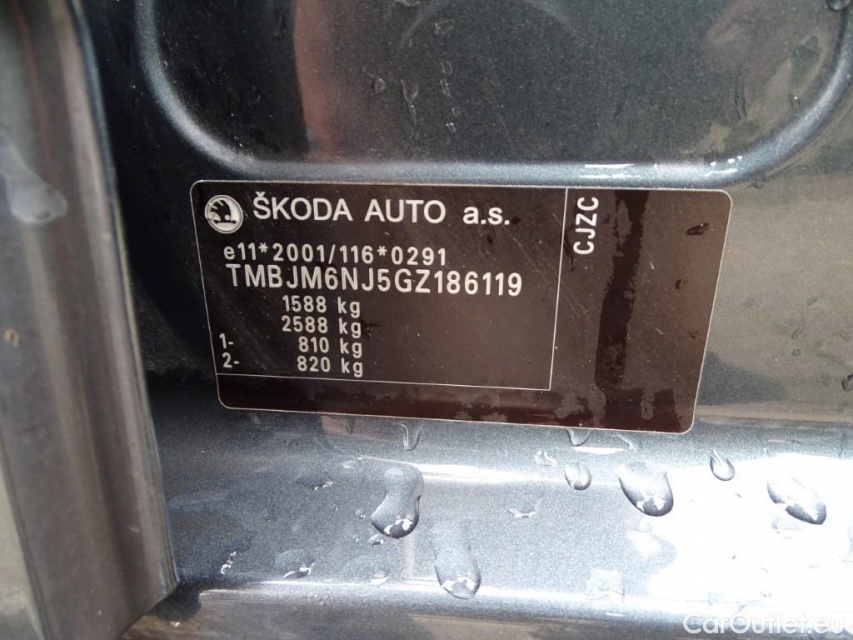 ŠKODA AUTO a.s.
e11*2001/116*0291
TMBJM6NJ5GZ186119
1588 kg
2588 kg
1- 810 kg
2- 820 kg
CJZC
CarOutlet.eu